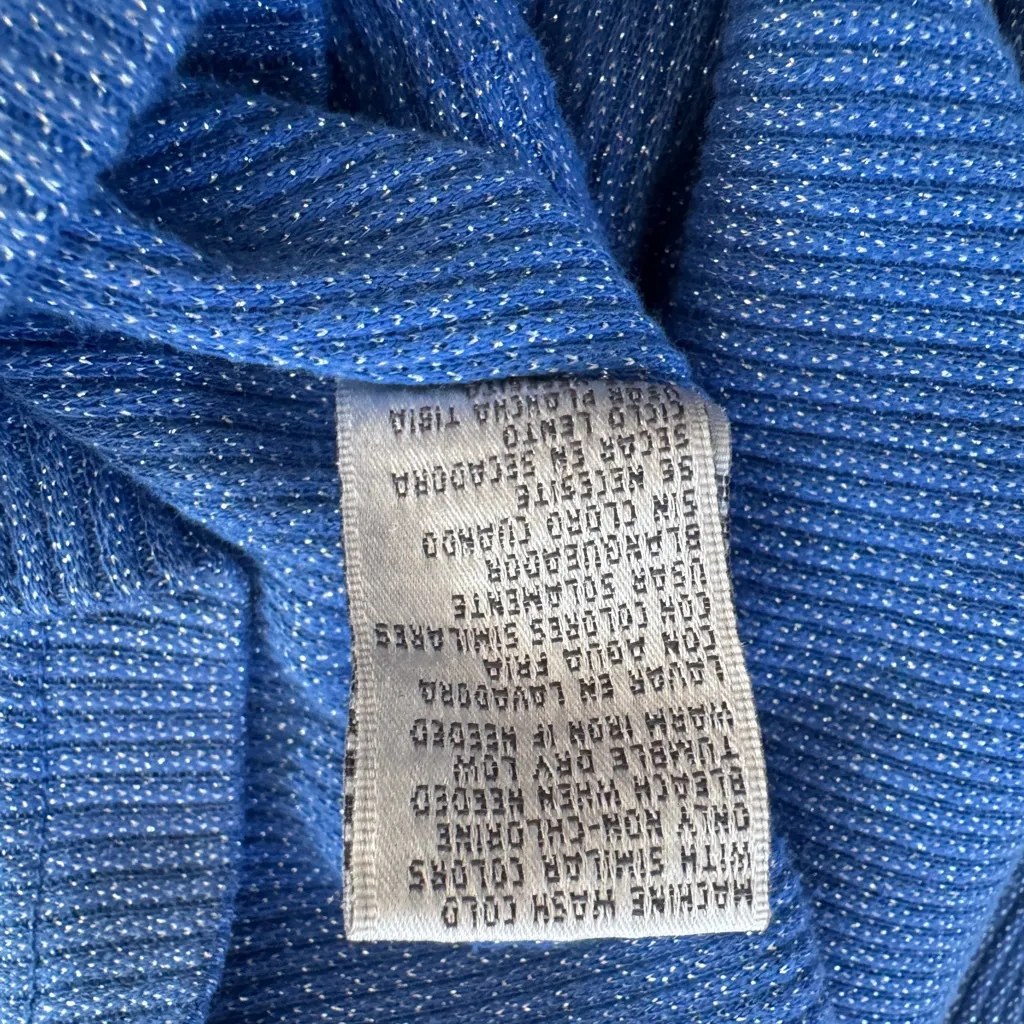 MACHINE WASH COLD
WITH SIMILAR COLORS
ONLY NON-CHLORINE
BLEACH WHEN NEEDED
TUMBLE DRY LOW
WARM IRON IF NEEDED
LAVAR EN LAVADORA
CON AGUA FRIA
CON COLORES SIMILARES
SOLAMENTE
USAR BLANQUEADOR
SIN CLORO CUANDO
SE NECESITE
SECAR EN SECADORA
CICLO LENTO
USAR PLANCHA TIBIA